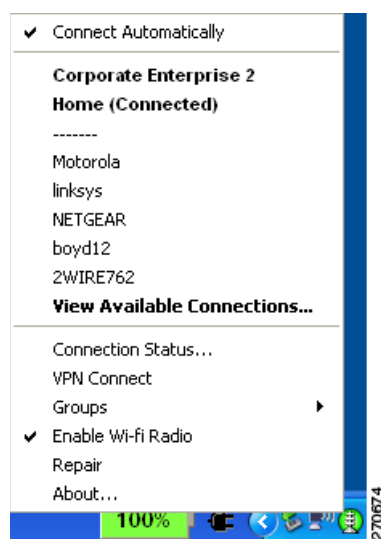 ✔ Connect Automatically
Corporate Enterprise 2
Home (Connected)
-------
Motorola
linksys
NETGEAR
boyd12
2WIRE762
View Available Connections...
Connection Status...
VPN Connect
Groups
✔ Enable Wi-fi Radio
Repair
About...
100%
270674